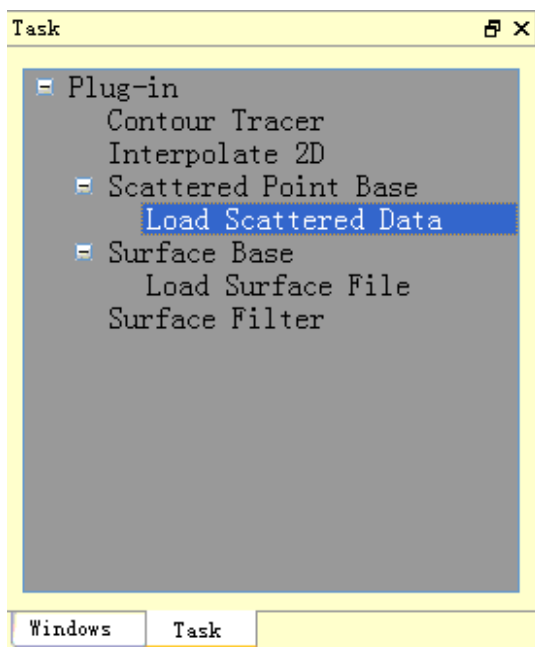 Task
Plug-in
Contour Tracer
Interpolate 2D
Scattered Point Base
Load Scattered Data
Surface Base
Load Surface File
Surface Filter
Windows Task